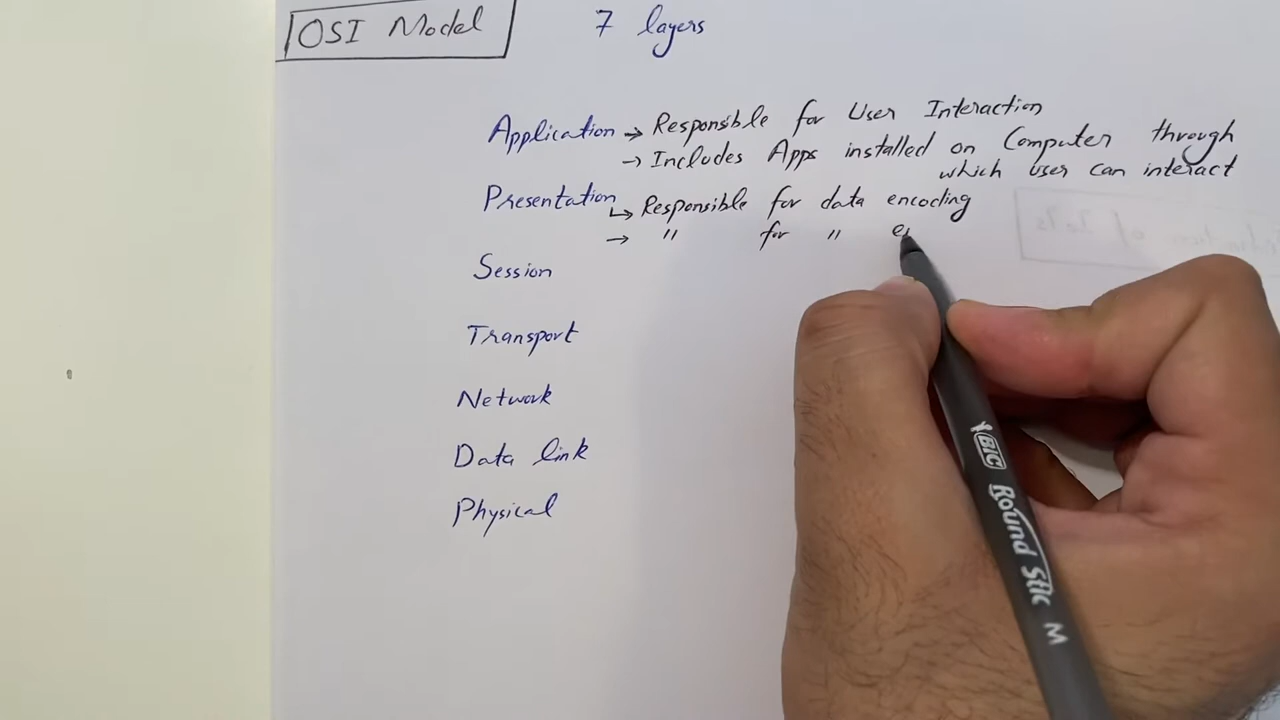 OSI Model 7 layers
Application → Responsible for User Interaction
→ Includes Apps installed on Computer through
which user can interact
Presentation ↳ Responsible for data encoding
→ " for " e
Session
Transport
Network
Data link
Physical
BIC Round Stic M